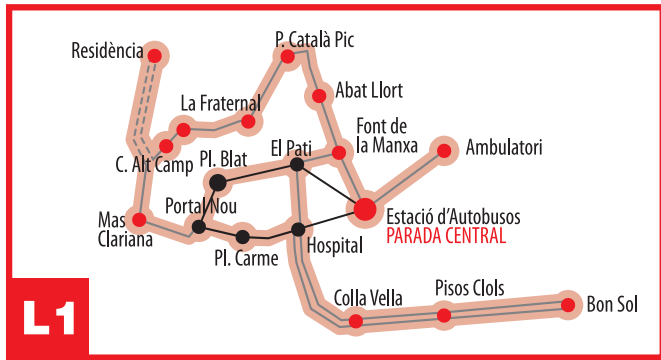 Residència
P. Català Pic
La Fraternal
Abat Llort
Font de
la Manxa
El Pati
Ambulatori
C. Alt Camp
Pl. Blat
Portal Nou
Mas
Clariana
Estació d'Autobusos
PARADA CENTRAL
Pl. Carme
Hospital
Colla Vella
Pisos Clols
Bon Sol
L1